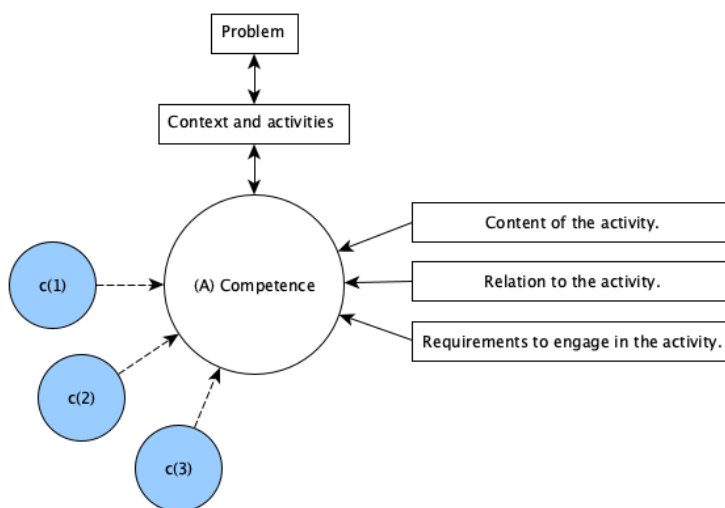 Problem
Context and activities
Content of the activity.
c(1)
(A) Competence
Relation to the activity.
Requirements to engage in the activity.
c(2)
c(3)